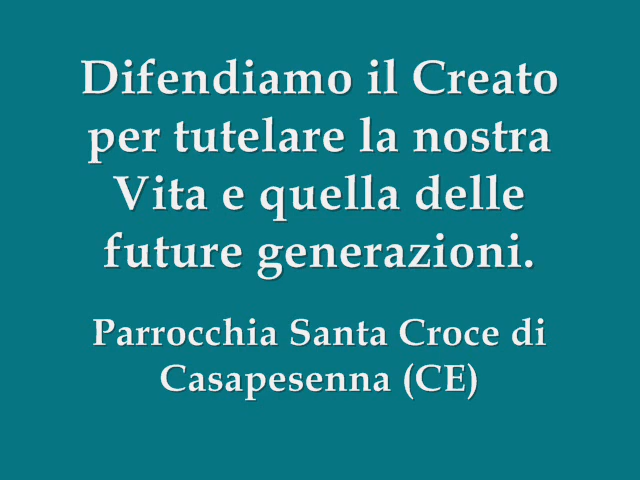 Difendiamo il Creato
per tutelare la nostra
Vita e quella delle
future generazioni.
Parrocchia Santa Croce di
Casapesenna (CE)